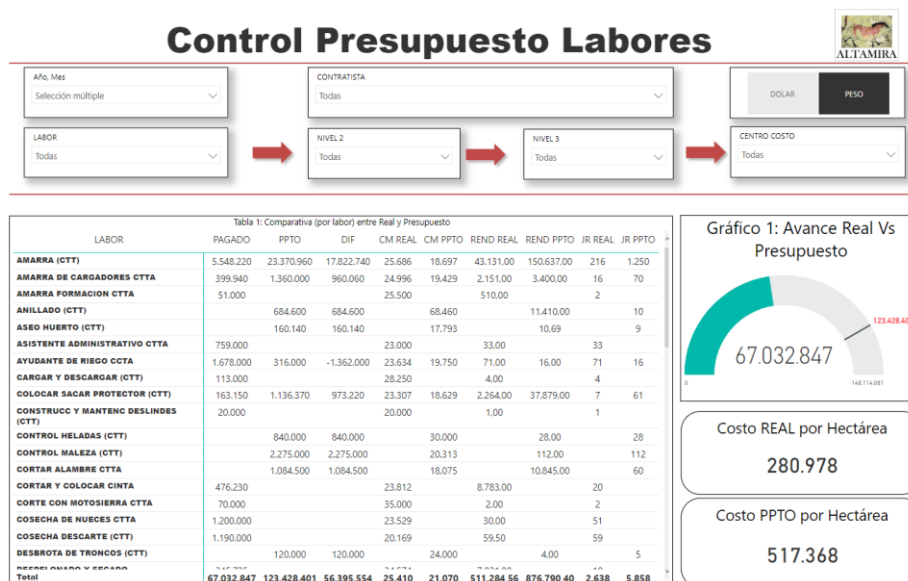 Control Presupuesto Labores
ALTAMIRA
Año, Mes
Selección múltiple
CONTRATISTA
Todas
DOLAR PESO
LABOR
Todas
NIVEL 2
Todas
NIVEL 3
Todas
CENTRO COSTO
Todas
Tabla 1: Comparativa (por labor) entre Real y Presupuesto
LABOR PAGADO PPTO DIF CM REAL CM PPTO REND REAL REND PPTO JR REAL JR PPTO
AMARRA (CTT) 5.548.220 23.370.960 17.822.740 25.686 18.697 43.131,00 150.637,00 216 1.250
AMARRA DE CARGADORES CTTA 399.940 1.360.000 960.060 24.996 19.429 2.151,00 3.400,00 16 70
AMARRA FORMACION CTTA 51.000 25.500 510,00 2
ANILLADO (CTT) 684.600 684.600 68.460 11.410,00 10
ASEO HUERTO (CTT) 160.140 160.140 17.793 10,69 9
ASISTENTE ADMINISTRATIVO CTTA 759.000 23.000 33,00 33
AYUDANTE DE RIEGO CCTA 1.678.000 316.000 -1.362.000 23.634 19.750 71,00 16,00 71 16
CARGAR Y DESCARGAR (CTT) 113.000 28.250 4,00 4
COLOCAR SACAR PROTECTOR (CTT) 163.150 1.136.370 973.220 23.307 18.629 2.264,00 37.879,00 7 61
CONSTRUCC Y MANTENC DESLINDES
(CTT) 20.000 20.000 1,00 1
CONTROL HELADAS (CTT) 840.000 840.000 30.000 28,00 28
CONTROL MALEZA (CTT) 2.275.000 2.275.000 20.313 112,00 112
CORTAR ALAMBRE CTTA 1.084.500 1.084.500 18.075 10.845,00 60
CORTAR Y COLOCAR CINTA 476.230 23.812 8.783,00 20
CORTE CON MOTOSIERRA CTTA 70.000 35.000 2,00 2
COSECHA DE NUECES CTTA 1.200.000 23.529 30,00 51
COSECHA DESCARTE (CTT) 1.190.000 20.169 59,50 59
DESBROTA DE TRONCOS (CTT) 120.000 120.000 24.000 4,00 5
Total 67.032.847 123.428.401 56.395.554 25.410 21.070 511.284,56 876.790,40 2.638 5.858
Gráfico 1: Avance Real Vs
Presupuesto
67.032.847
0
Costo REAL por Hectárea
280.978
Costo PPTO por Hectárea
517.368